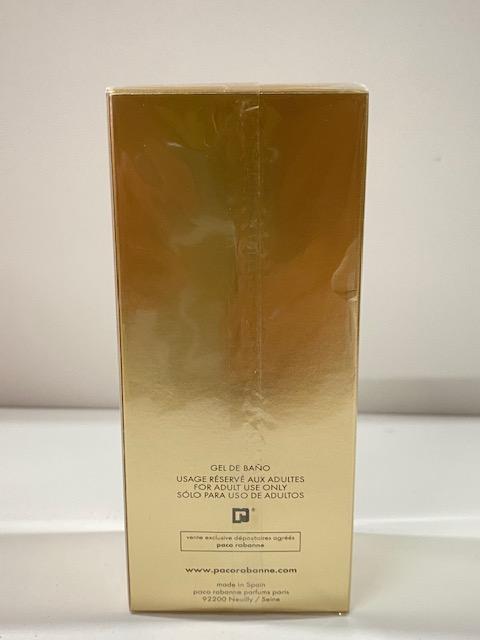 GEL DE BAÑO
USAGE RÉSERVÉ AUX ADULTES
FOR ADULT USE ONLY
SÓLO PARA USO DE ADULTOS
®
vente exclusive dépositaires agréés
paco rabanne
www.pacorabanne.com
made in Spain
paco rabanne parfums paris
92200 Neuilly / Seine